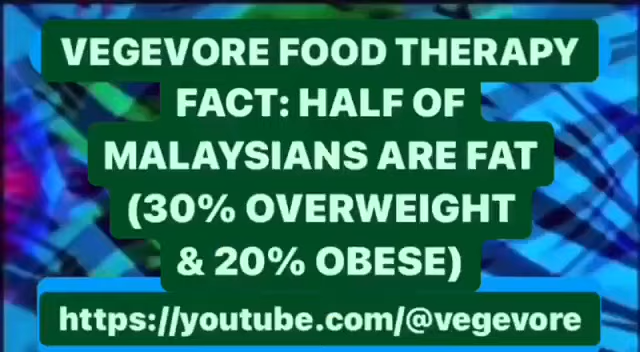 VEGEVORE FOOD THERAPY
FACT: HALF OF
MALAYSIANS ARE FAT
(30% OVERWEIGHT
& 20% OBESE)
https://youtube.com/@vegevore